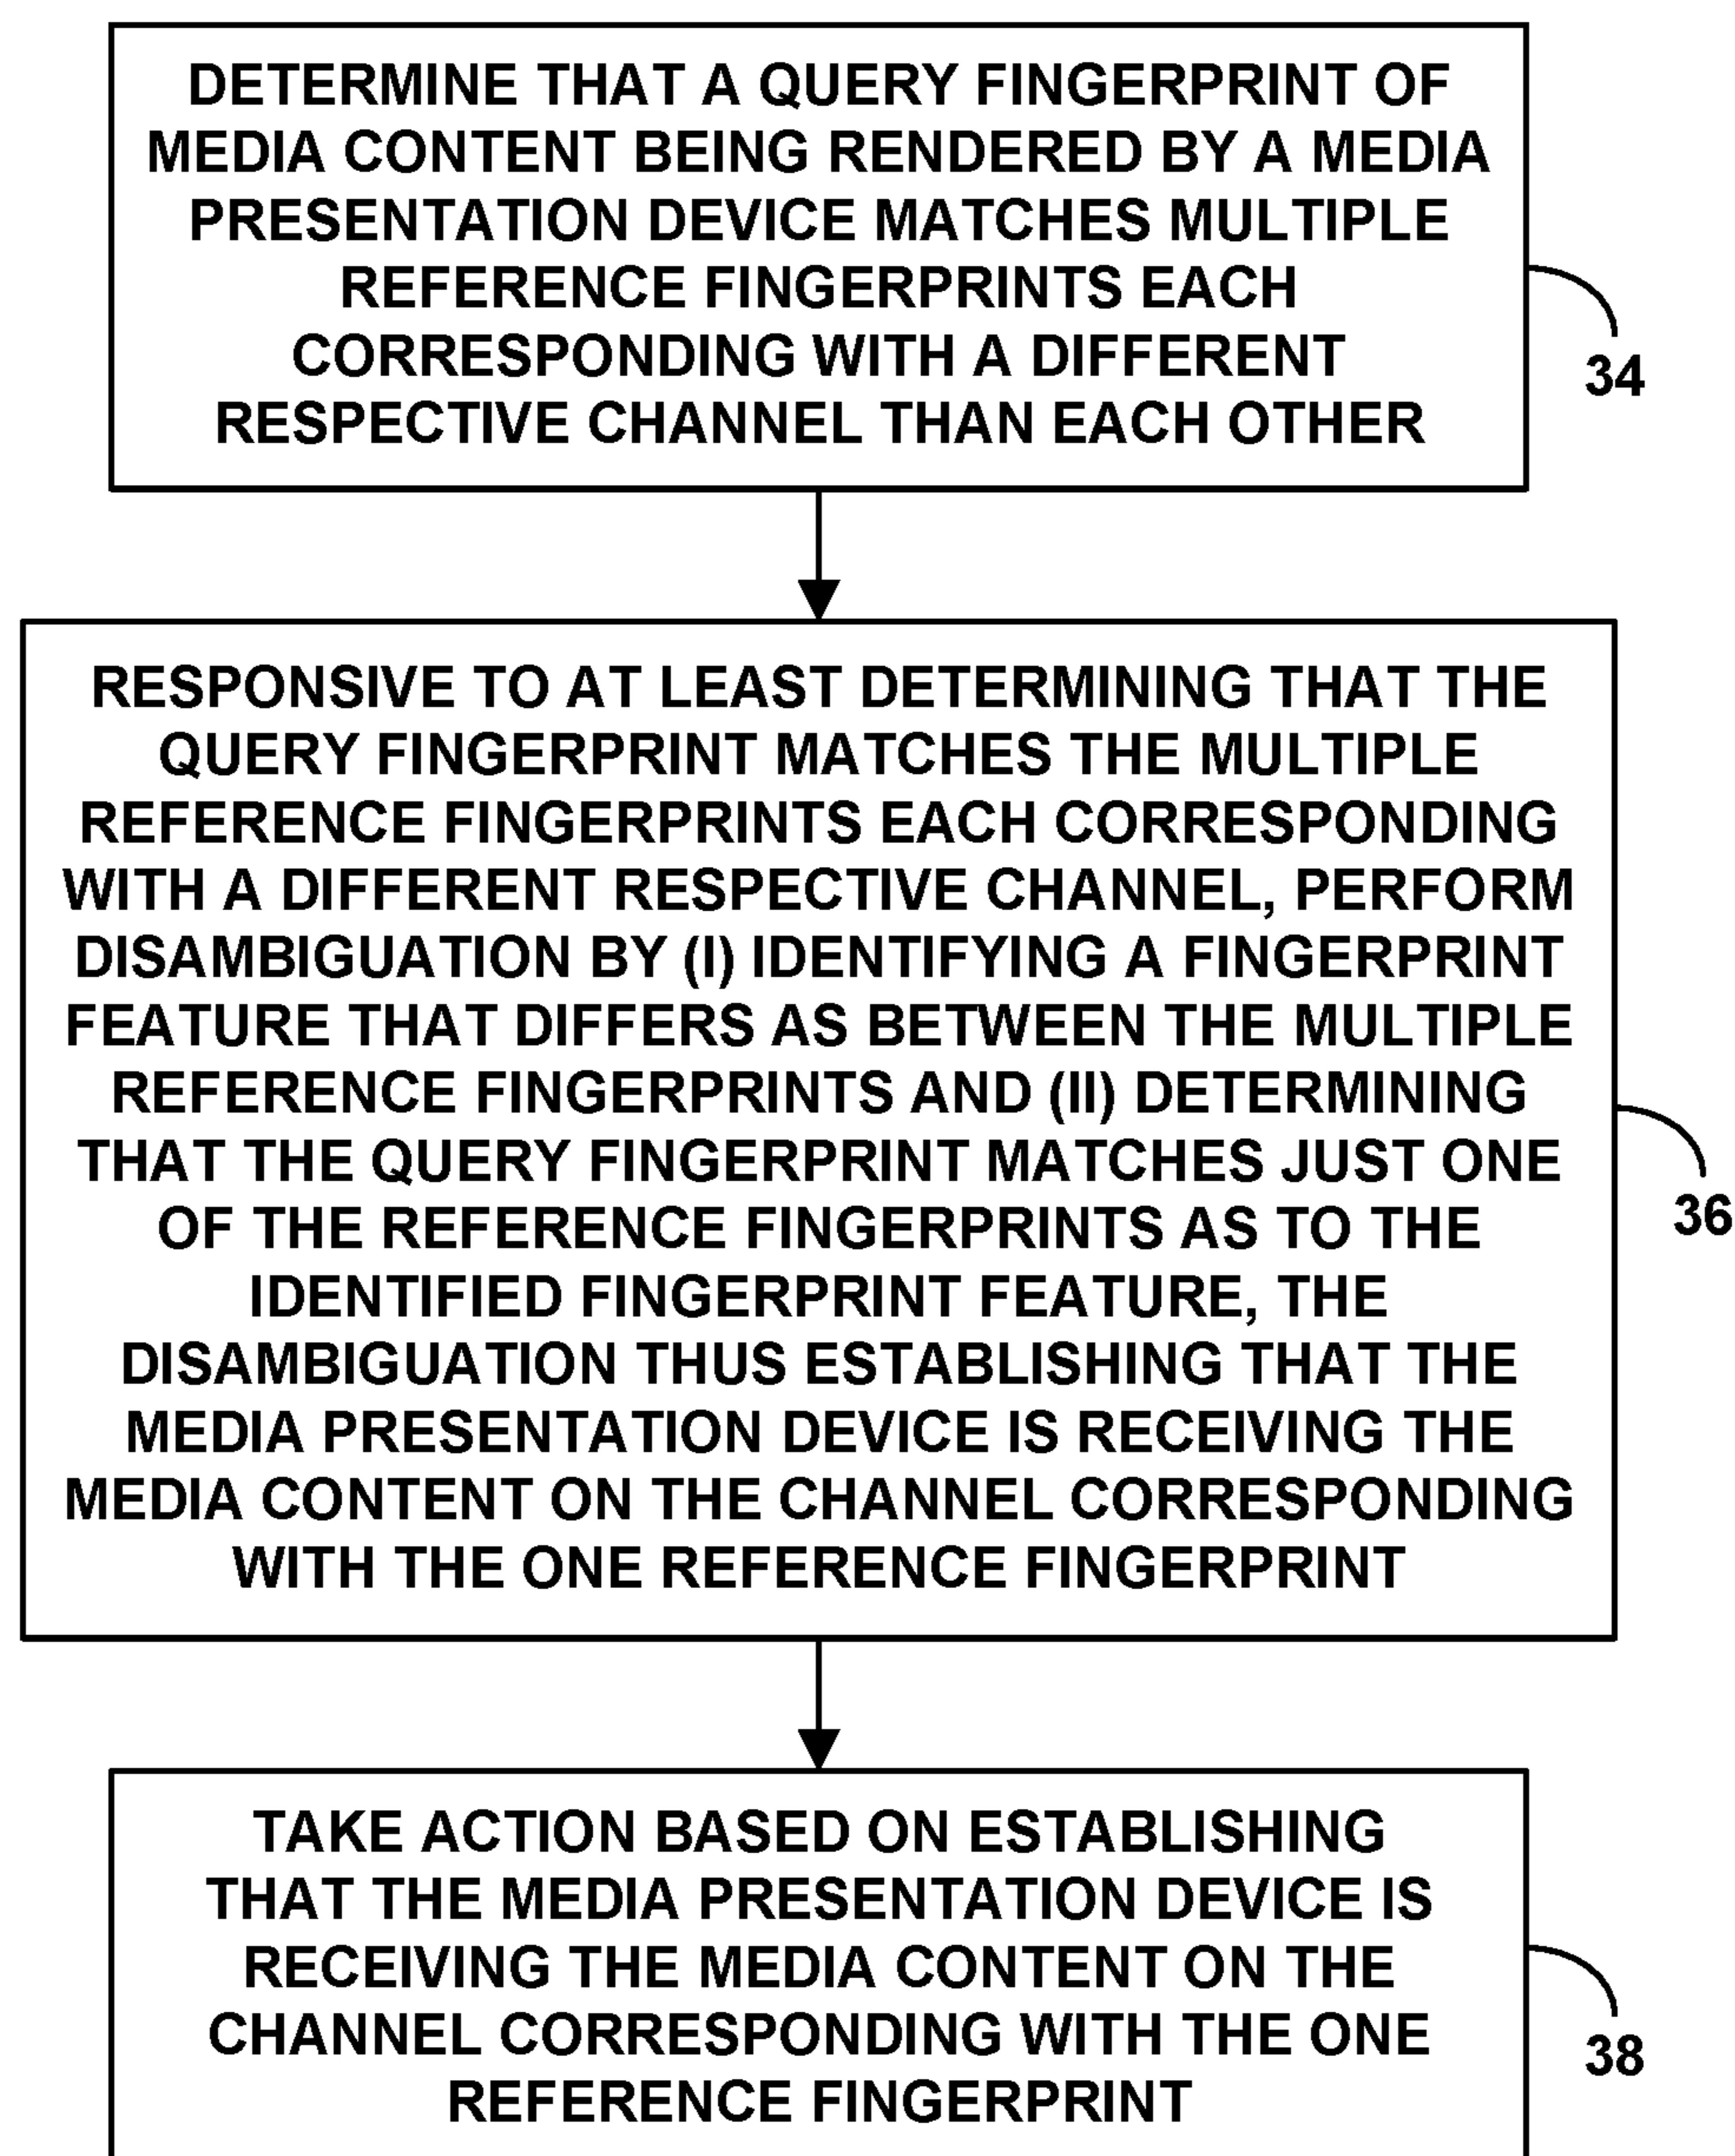 DETERMINE THAT A QUERY FINGERPRINT OF
MEDIA CONTENT BEING RENDERED BY A MEDIA
PRESENTATION DEVICE MATCHES MULTIPLE
REFERENCE FINGERPRINTS EACH
CORRESPONDING WITH A DIFFERENT
RESPECTIVE CHANNEL THAN EACH OTHER
34
RESPONSIVE TO AT LEAST DETERMINING THAT THE
QUERY FINGERPRINT MATCHES THE MULTIPLE
REFERENCE FINGERPRINTS EACH CORRESPONDING
WITH A DIFFERENT RESPECTIVE CHANNEL, PERFORM
DISAMBIGUATION BY (I) IDENTIFYING A FINGERPRINT
FEATURE THAT DIFFERS AS BETWEEN THE MULTIPLE
REFERENCE FINGERPRINTS AND (II) DETERMINING
THAT THE QUERY FINGERPRINT MATCHES JUST ONE
OF THE REFERENCE FINGERPRINTS AS TO THE
IDENTIFIED FINGERPRINT FEATURE, THE
DISAMBIGUATION THUS ESTABLISHING THAT THE
MEDIA PRESENTATION DEVICE IS RECEIVING THE
MEDIA CONTENT ON THE CHANNEL CORRESPONDING
WITH THE ONE REFERENCE FINGERPRINT
36
TAKE ACTION BASED ON ESTABLISHING
THAT THE MEDIA PRESENTATION DEVICE IS
RECEIVING THE MEDIA CONTENT ON THE
CHANNEL CORRESPONDING WITH THE ONE
REFERENCE FINGERPRINT
38